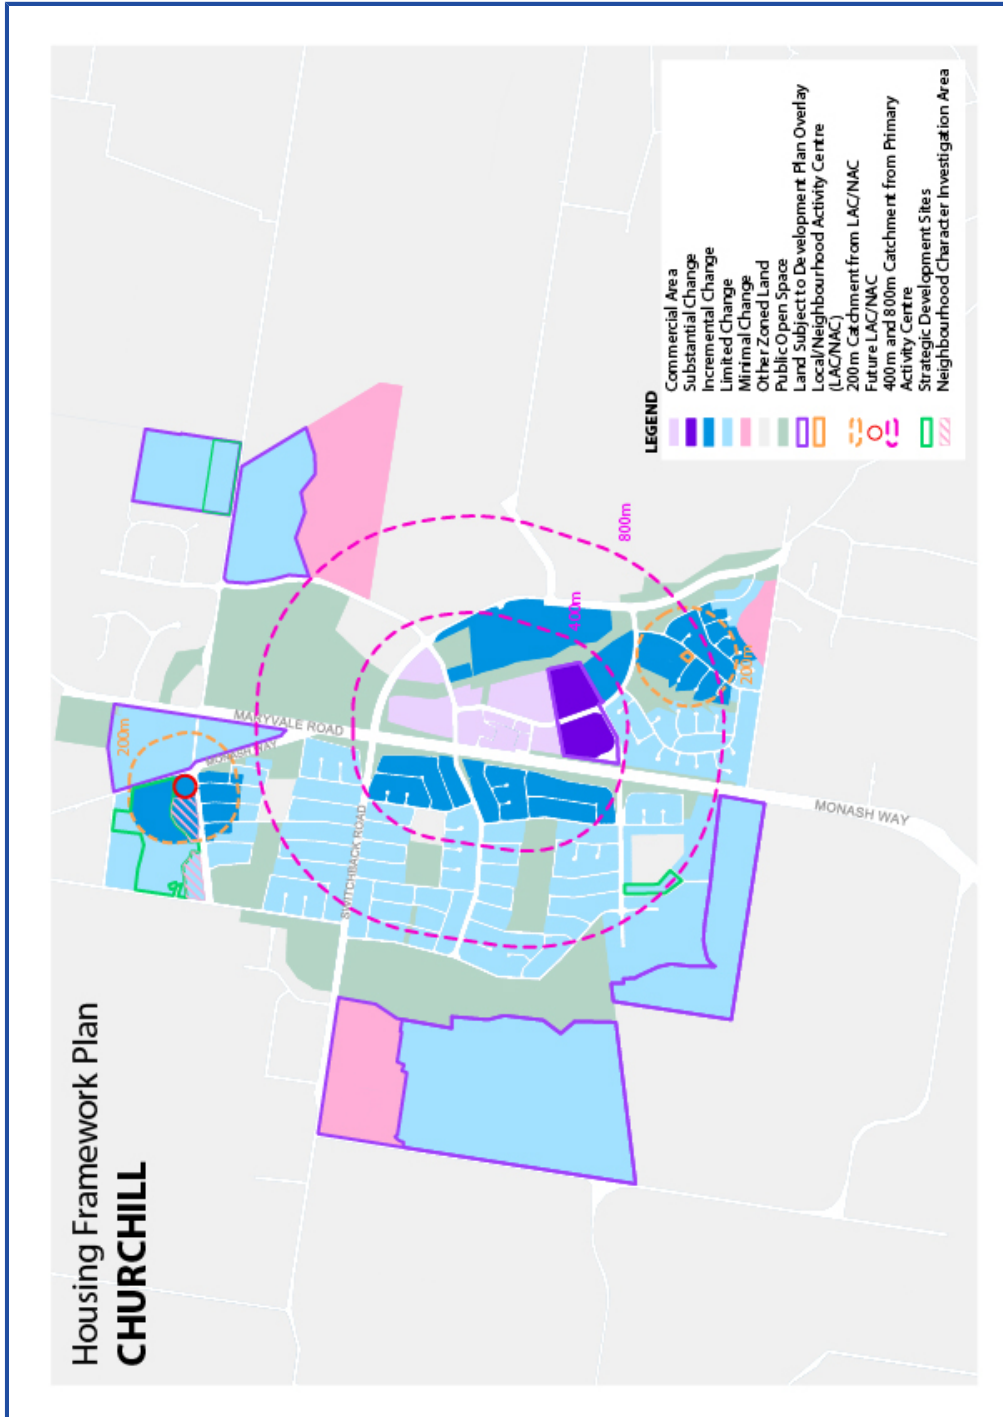 Housing Framework Plan
CHURCHILL
LEGEND
Commercial Area
Substantial Change
Incremental Change
Limited Change
Minimal Change
Other Zoned Land
Public Open Space
Land Subject to Development Plan Overlay
Local/Neighbourhood Activity Centre
(LAC/NAC)
200m Catchment from LAC/NAC
Future LAC/NAC
400m and 800m Catchment from Primary
Activity Centre
Strategic Development Sites
Neighbourhood Character Investigation Area
MARYVALE ROAD
MONASH WAY
200m
SWITCHBACK ROAD
800m
400m
200m
MONASH WAY